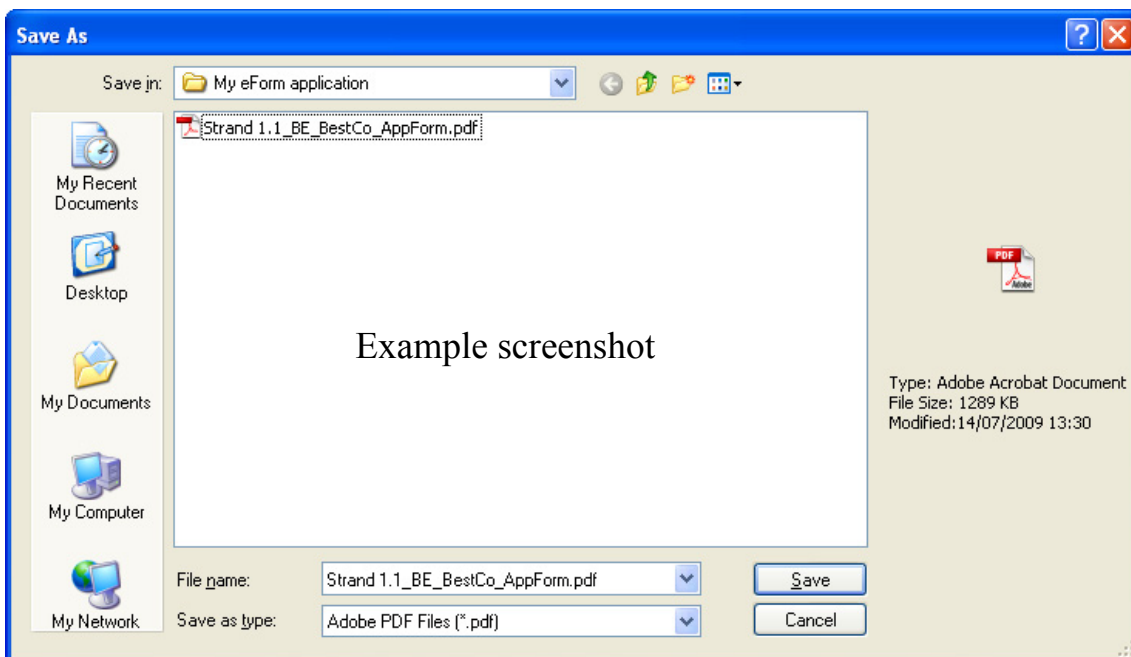 Save As
Save in:
My eForm application
Strand 1.1_BE_BestCo_AppForm.pdf
My Recent
Documents
Desktop
My Documents
My Computer
My Network
Example screenshot
PDF
Adobe
Type: Adobe Acrobat Document
File Size: 1289 KB
Modified:14/07/2009 13:30
File name:
Strand 1.1_BE_BestCo_AppForm.pdf
Save
Save as type:
Adobe PDF Files (*.pdf)
Cancel